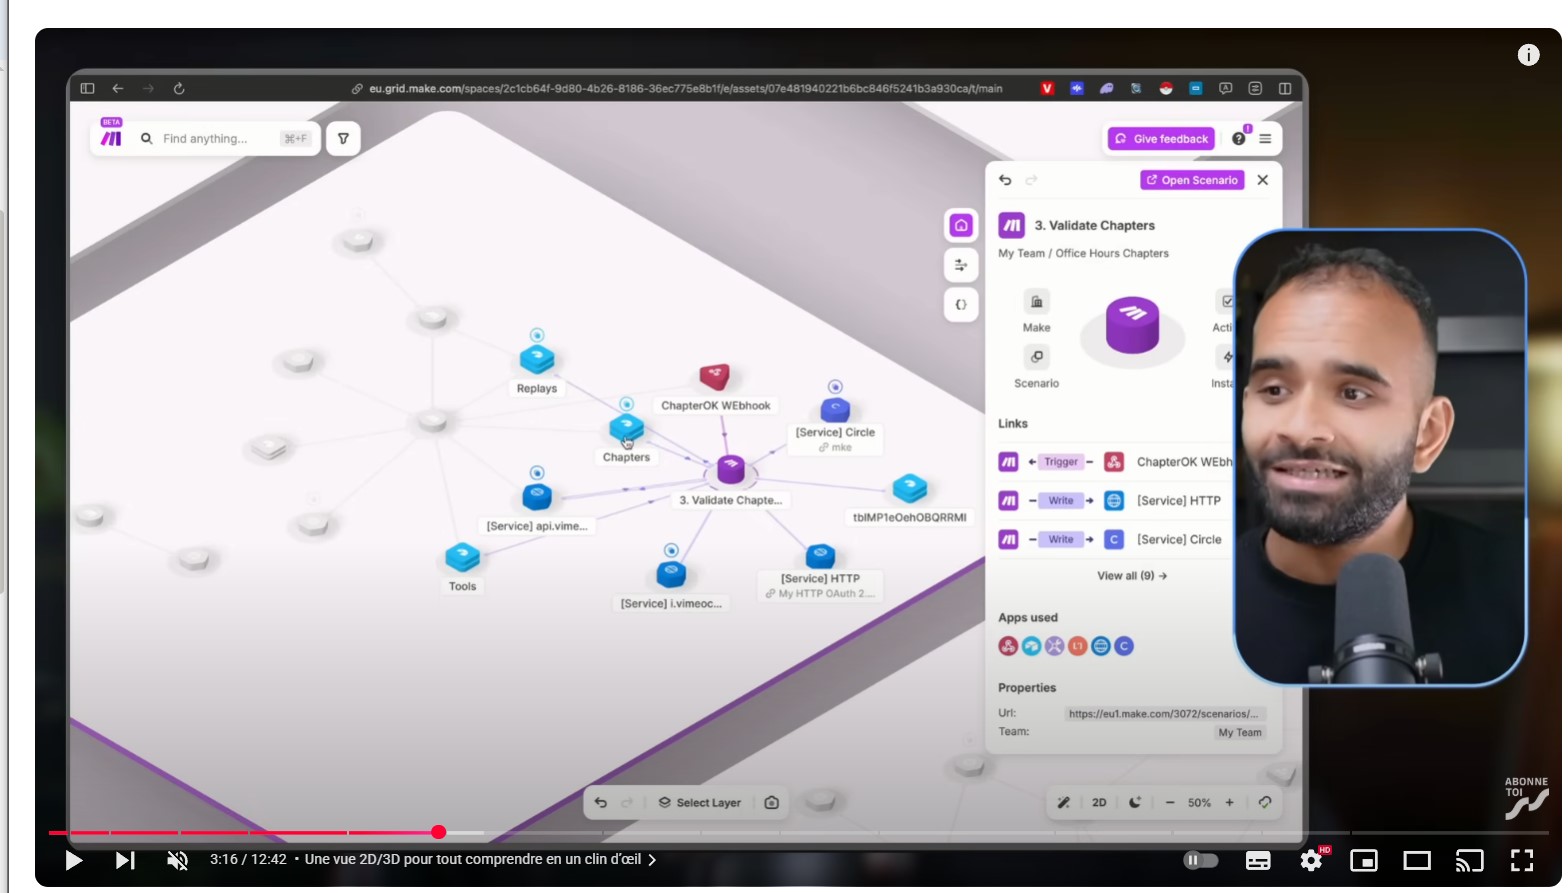 eu.grid.make.com/spaces/2c1cb64f-9d80-4b26-8186-36ec775e8b1f/e/assets/07e481940221b6bc846f5241b3a930ca/t/main
BETA
Find anything...
⌘+F
Give feedback
Open Scenario
3. Validate Chapters
My Team / Office Hours Chapters
Make
Acti
Scenario
Insta
Links
Trigger
ChapterOK WEbh
Write
[Service] HTTP
Write
C
[Service] Circle
View all (9) →
Apps used
C
Properties
Url:
https://eu1.make.com/3072/scenarios/...
Team:
My Team
Replays
ChapterOK WEbhook
[Service] Circle
mke
Chapters
3. Validate Chapte...
[Service] api.vime...
tblMP1eOehOBQRRMI
Tools
[Service] HTTP
My HTTP OAuth 2....
[Service] i.vimeoc...
Select Layer
2D
50%
ABONNE
TOI
3:16 / 12:42 • Une vue 2D/3D pour tout comprendre en un clin d'œil
HD